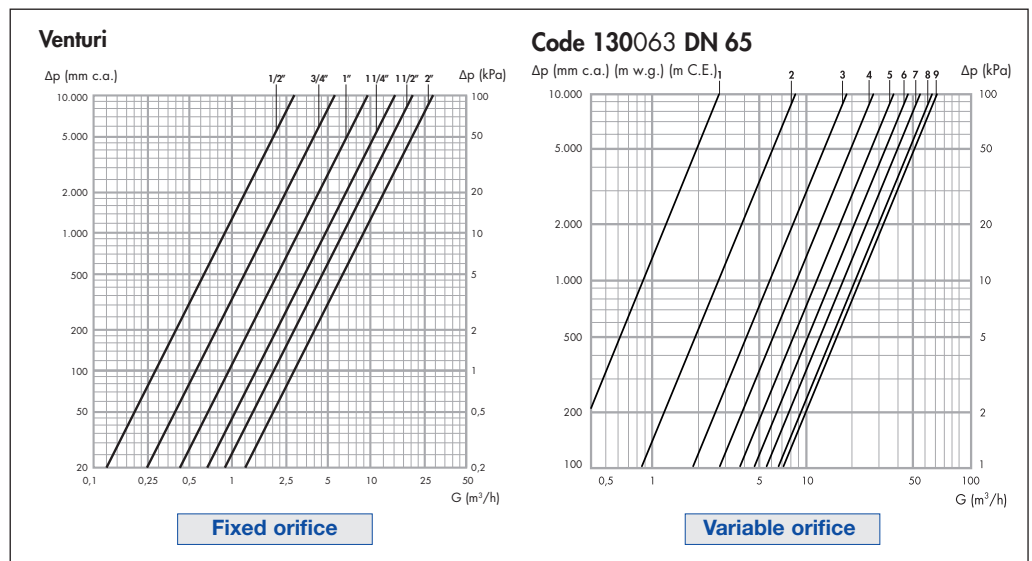 Venturi
Δp (mm c.a.)
1/2" 3/4" 1" 1 1/4" 1 1/2" 2"
Δp (kPa)
10.000
5.000
2.000
1.000
500
200
100
50
20
100
50
20
10
5
2
1
0,5
0,2
0,1 0,25 0,5 1 2,5 5 10 25 50
G (m³/h)
Fixed orifice
Code 130063 DN 65
Δp (mm c.a.) (m w.g.) (m C.E.)
1 2 3 4 5 6 7 8 9
Δp (kPa)
10.000
5.000
2.000
1.000
500
200
100
100
50
20
10
5
2
1
0,5 1 5 10 50 100
G (m³/h)
Variable orifice